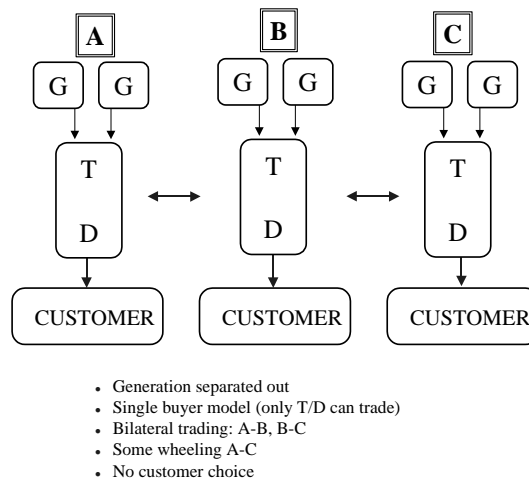 A B C
G G G G G G
T T T
D D D
CUSTOMER CUSTOMER CUSTOMER
• Generation separated out
• Single buyer model (only T/D can trade)
• Bilateral trading: A-B, B-C
• Some wheeling A-C
• No customer choice